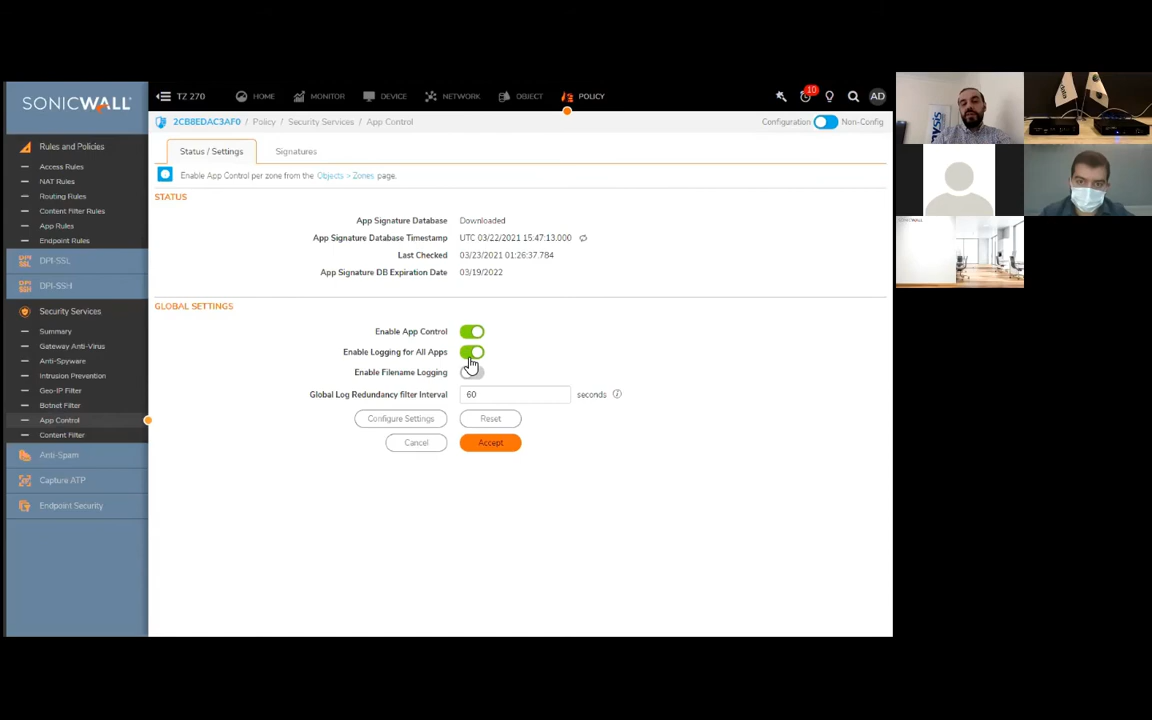 SONICWALL
TZ 270
HOME
MONITOR
DEVICE
NETWORK
OBJECT
POLICY
10
AD
2CB8EDAC3AF0 / Policy / Security Services / App Control
Configuration
Non-Config
Rules and Policies
Access Rules
NAT Rules
Routing Rules
Content Filter Rules
App Rules
Endpoint Rules
DPI-SSL
DPI-SSH
Security Services
Summary
Gateway Anti-Virus
Anti-Spyware
Intrusion Prevention
Geo-IP Filter
Botnet Filter
App Control
Content Filter
Anti-Spam
Capture ATP
Endpoint Security
Status / Settings
Signatures
Enable App Control per zone from the Objects > Zones page.
STATUS
App Signature Database Downloaded
App Signature Database Timestamp UTC 03/22/2021 15:47:13.000
Last Checked 03/23/2021 01:26:37.784
App Signature DB Expiration Date 03/19/2022
GLOBAL SETTINGS
Enable App Control
Enable Logging for All Apps
Enable Filename Logging
Global Log Redundancy filter Interval 60 seconds
Configure Settings
Reset
Cancel
Accept
SONICWALL